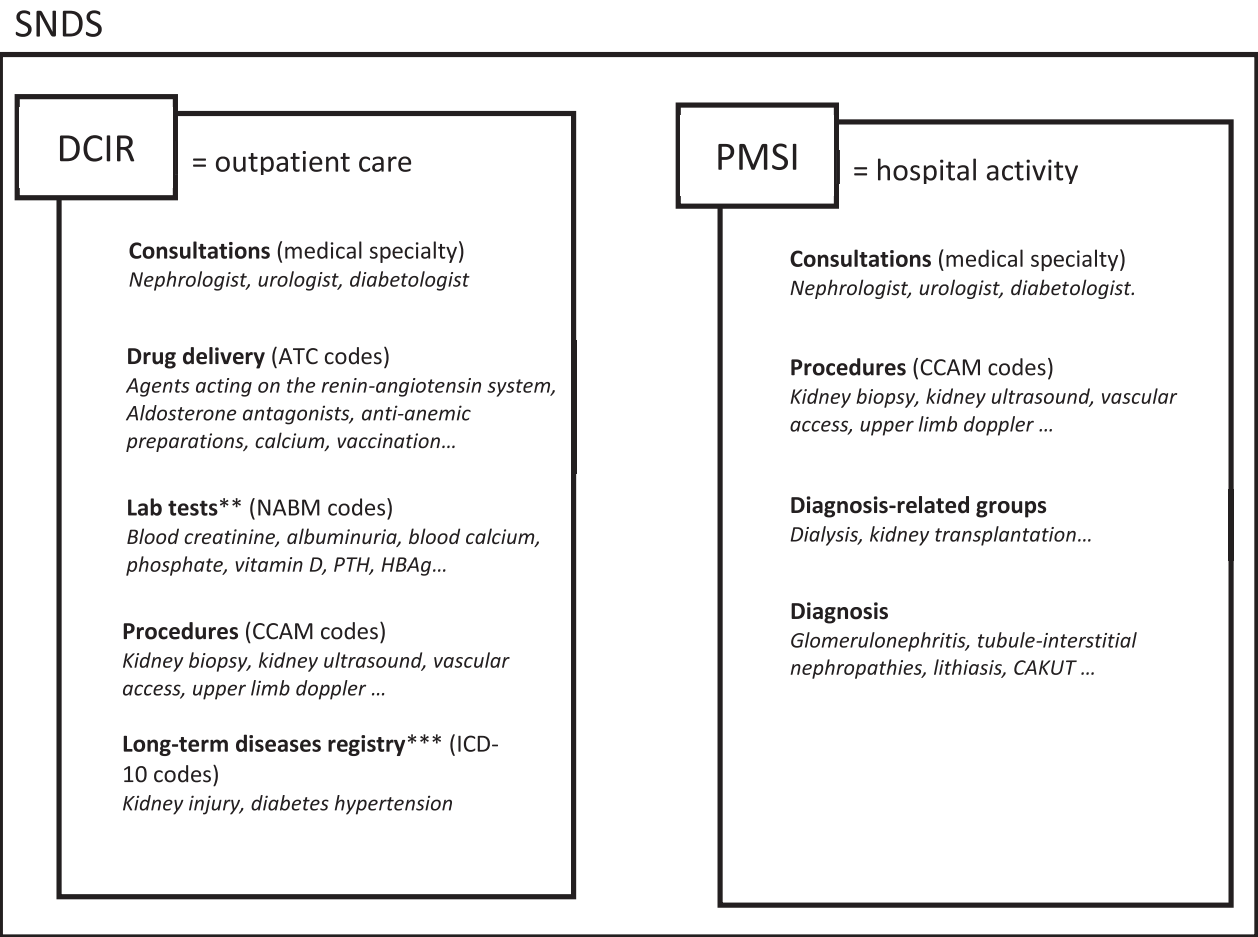 SNDS
DCIR
= outpatient care
Consultations (medical specialty)
Nephrologist, urologist, diabetologist
Drug delivery (ATC codes)
Agents acting on the renin-angiotensin system,
Aldosterone antagonists, anti-anemic
preparations, calcium, vaccination…
Lab tests** (NABM codes)
Blood creatinine, albuminuria, blood calcium,
phosphate, vitamin D, PTH, HBAg…
Procedures (CCAM codes)
Kidney biopsy, kidney ultrasound, vascular
access, upper limb doppler …
Long-term diseases registry*** (ICD-
10 codes)
Kidney injury, diabetes hypertension
PMSI
= hospital activity
Consultations (medical specialty)
Nephrologist, urologist, diabetologist.
Procedures (CCAM codes)
Kidney biopsy, kidney ultrasound, vascular
access, upper limb doppler …
Diagnosis-related groups
Dialysis, kidney transplantation…
Diagnosis
Glomerulonephritis, tubule-interstitial
nephropathies, lithiasis, CAKUT …